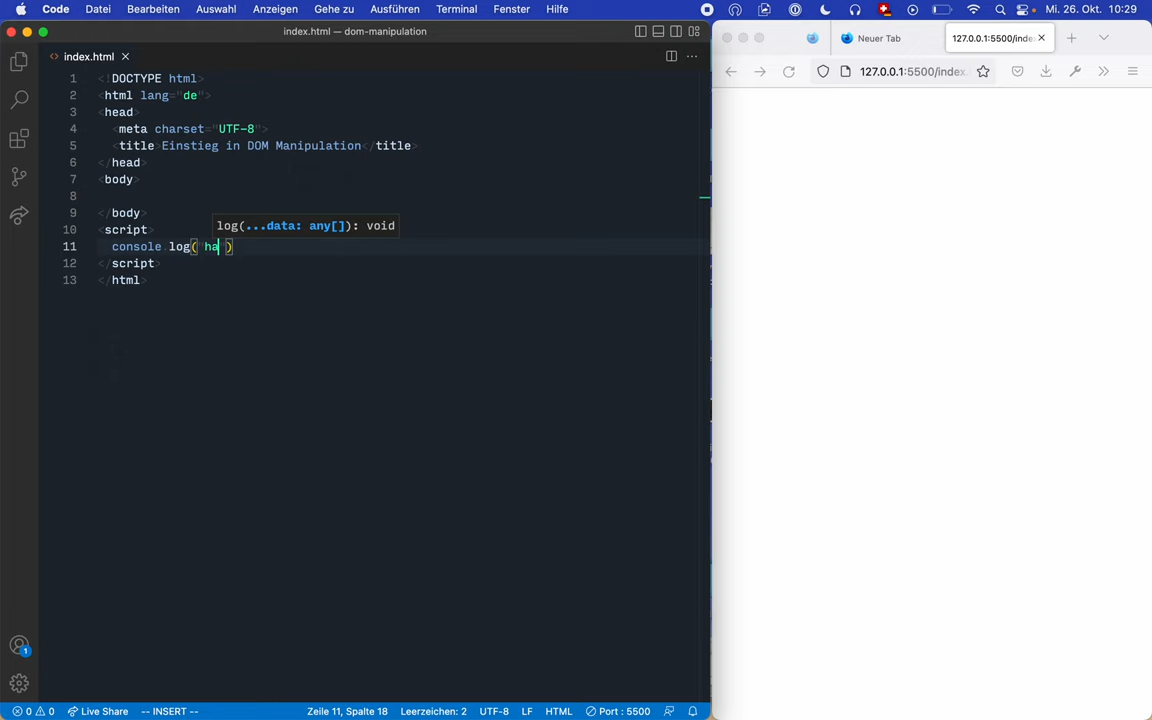 Code Datei Bearbeiten Auswahl Anzeigen Gehe zu Ausführen Terminal Fenster Hilfe Mi. 26. Okt. 10:29
index.html — dom-manipulation
Neuer Tab
127.0.0.1:5500/inde
<> index.html
127.0.0.1:5500/index.
1 <!DOCTYPE html>
2 <html lang="de">
3 <head>
4 <meta charset="UTF-8">
5 <title>Einstieg in DOM Manipulation</title>
6 </head>
7 <body>
8
9 </body>
log(...data: any[]): void
10 <script>
11 console.log("ha")
12 </script>
13 </html>
1
0 0 Live Share -- INSERT -- Zeile 11, Spalte 18 Leerzeichen: 2 UTF-8 LF HTML Port : 5500